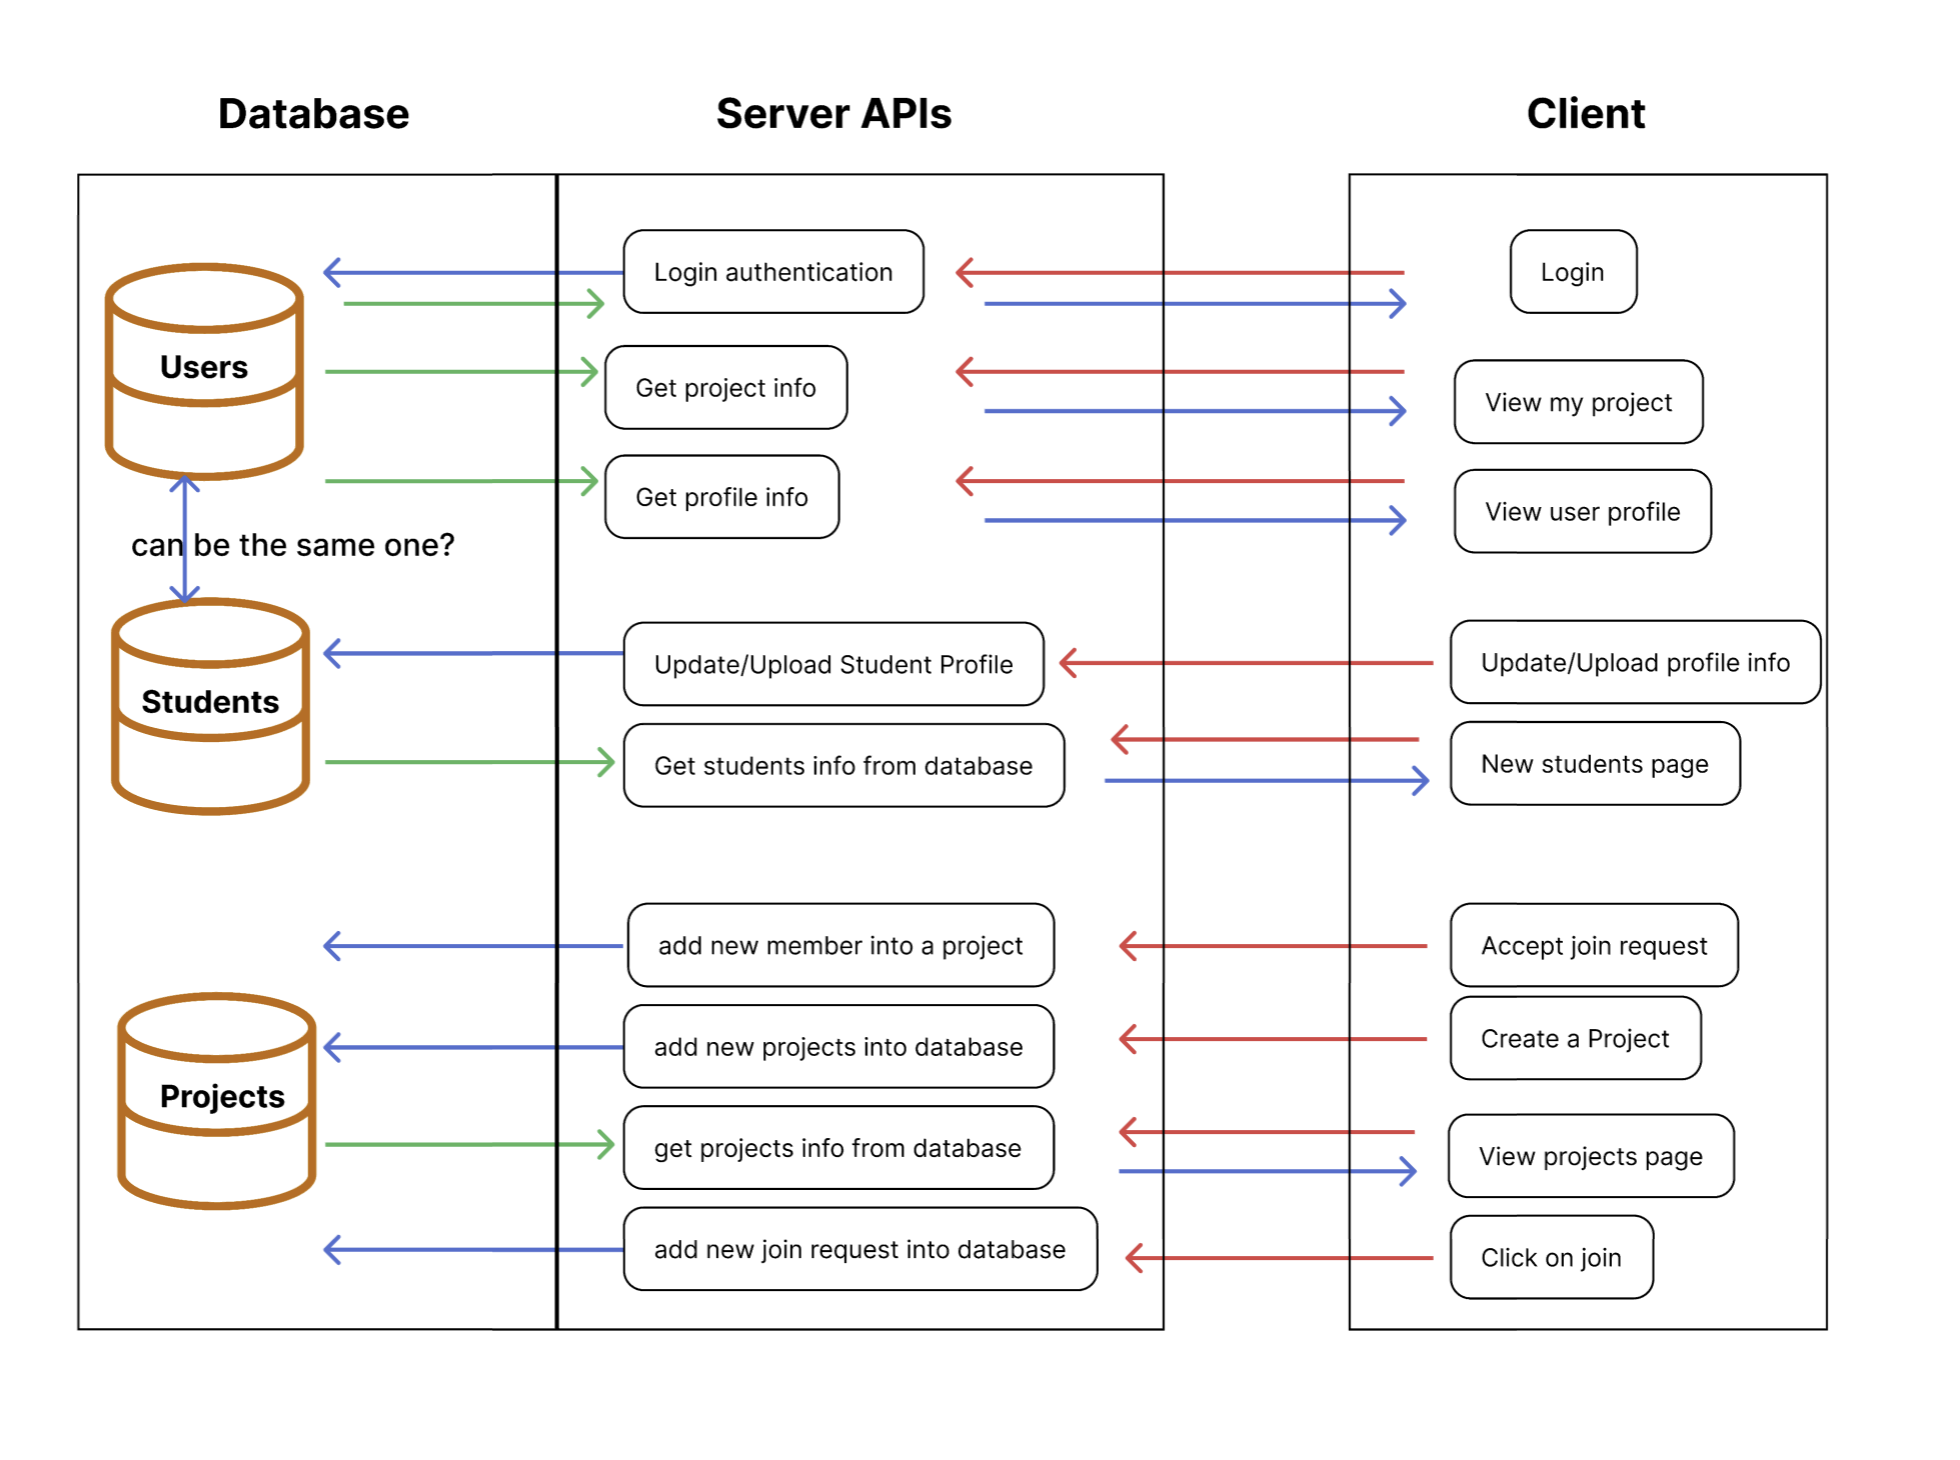 Database
Server APIs
Client
Login authentication
Login
Users
Get project info
View my project
Get profile info
View user profile
can be the same one?
Students
Update/Upload Student Profile
Update/Upload profile info
Get students info from database
New students page
add new member into a project
Accept join request
add new projects into database
Create a Project
Projects
get projects info from database
View projects page
add new join request into database
Click on join